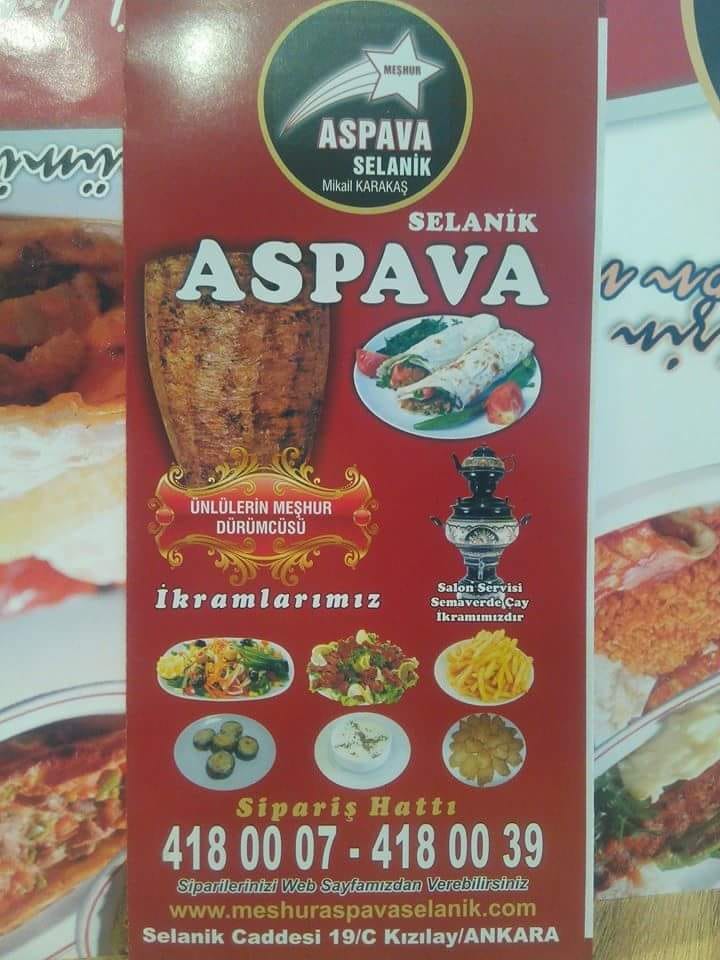 MEŞHUR
ASPAVA
SELANİK
Mikail KARAKAŞ
SELANİK
ASPAVA
ÜNLÜLERİN MEŞHUR
DÜRÜMCÜSÜ
İkramlarımız
Salon Servisi
Semaverde Çay
İkramımızdır
Sipariş Hattı
418 00 07 - 418 00 39
Siparilerinizi Web Sayfamızdan Verebilirsiniz
www.meshuraspavaselanik.com
Selanik Caddesi 19/C Kızılay/ANKARA